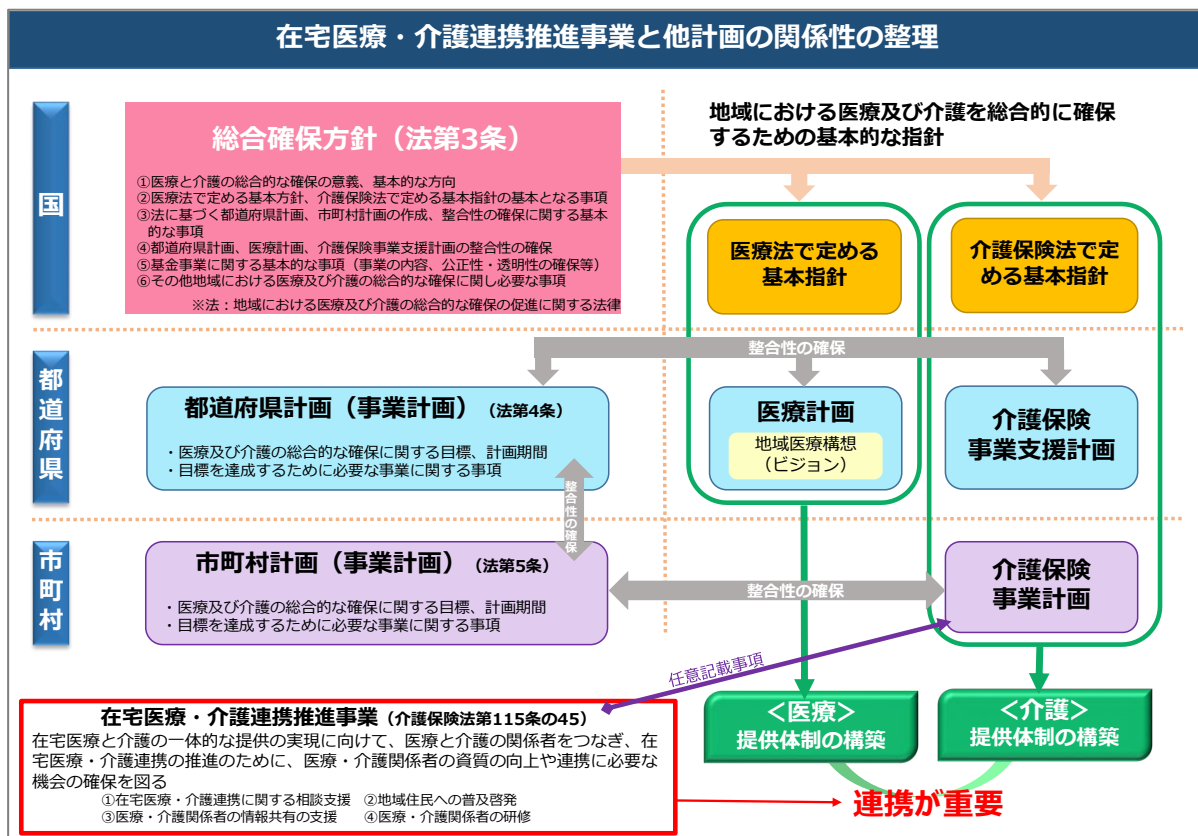 在宅医療・介護連携推進事業と他計画の関係性の整理
国
総合確保方針（法第3条）
①医療と介護の総合的な確保の意義、基本的な方向
②医療法で定める基本方針、介護保険法で定める基本指針の基本となる事項
③法に基づく都道府県計画、市町村計画の作成、整合性の確保に関する基本
的な事項
④都道府県計画、医療計画、介護保険事業支援計画の整合性の確保
⑤基金事業に関する基本的な事項（事業の内容、公正性・透明性の確保等）
⑥その他地域における医療及び介護の総合的な確保に関し必要な事項
※法：地域における医療及び介護の総合的な確保の促進に関する法律
地域における医療及び介護を総合的に確保
するための基本的な指針
医療法で定める
基本指針
介護保険法で定
める基本指針
都道府県
整合性の確保
都道府県計画（事業計画）（法第4条）
・医療及び介護の総合的な確保に関する目標、計画期間
・目標を達成するために必要な事業に関する事項
医療計画
地域医療構想
（ビジョン）
介護保険
事業支援計画
整合性の確保
市町村
市町村計画（事業計画）（法第5条）
・医療及び介護の総合的な確保に関する目標、計画期間
・目標を達成するために必要な事業に関する事項
整合性の確保
介護保険
事業計画
任意記載事項
在宅医療・介護連携推進事業（介護保険法第115条の45）
在宅医療と介護の一体的な提供の実現に向けて、医療と介護の関係者をつなぎ、在
宅医療・介護連携の推進のために、医療・介護関係者の資質の向上や連携に必要な
機会の確保を図る
①在宅医療・介護連携に関する相談支援　②地域住民への普及啓発
③医療・介護関係者の情報共有の支援　④医療・介護関係者の研修
＜医療＞
提供体制の構築
＜介護＞
提供体制の構築
連携が重要